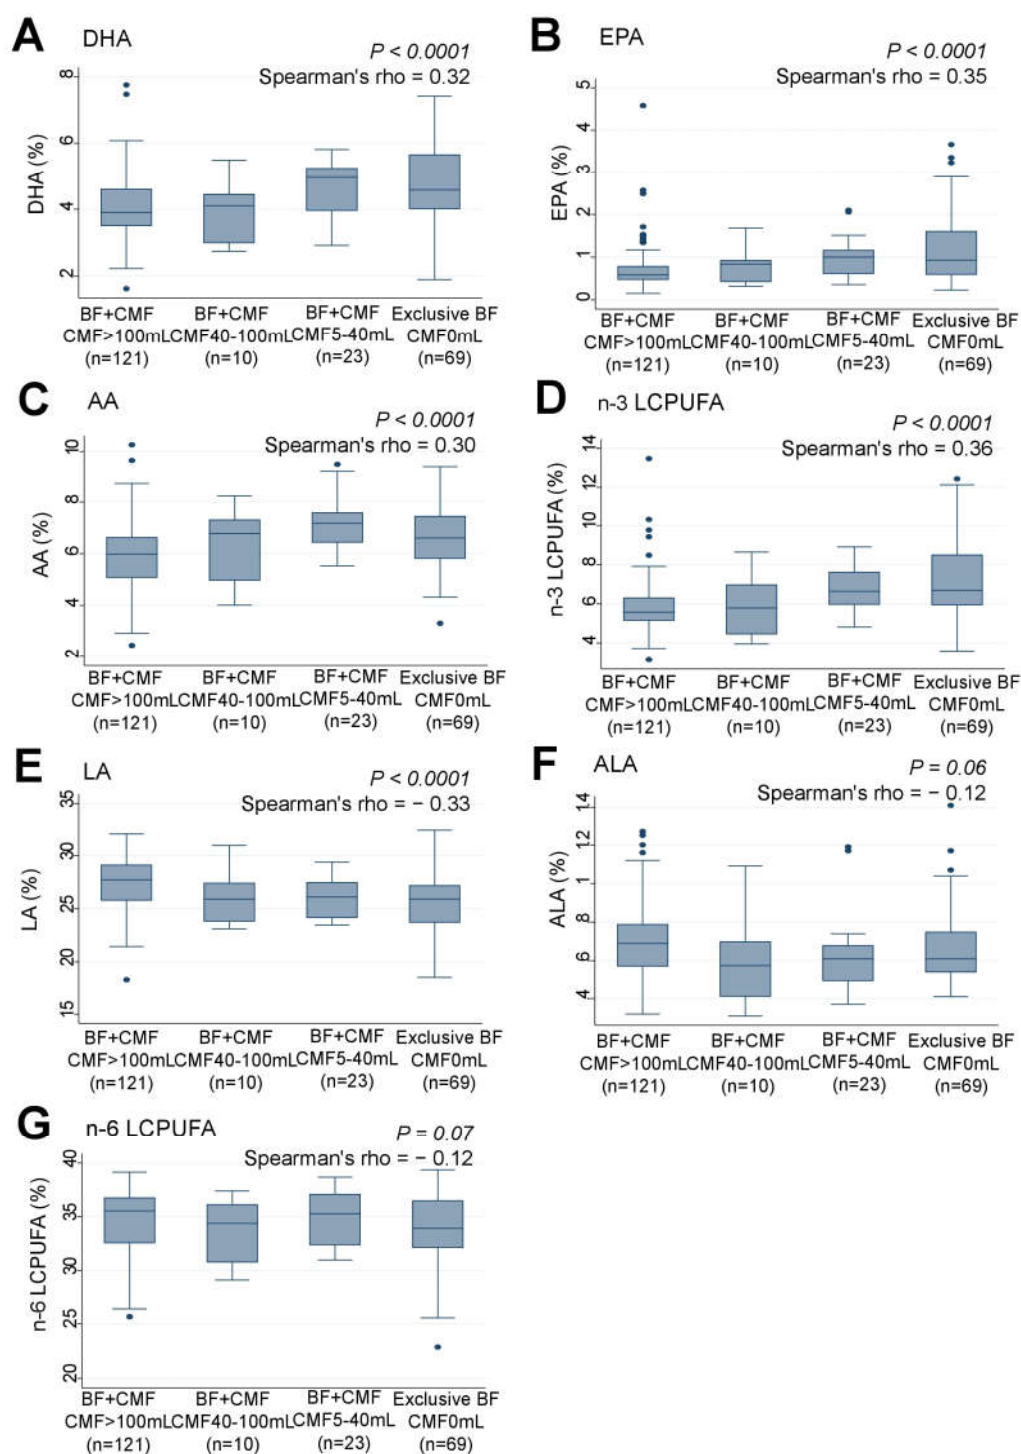 A DHA
P < 0.0001
Spearman's rho = 0.32
DHA (%)
8
6
4
2
BF+CMF BF+CMF BF+CMF Exclusive BF
CMF>100mL CMF40-100mL CMF5-40mL CMF0mL
(n=121) (n=10) (n=23) (n=69)
B EPA
P < 0.0001
Spearman's rho = 0.35
EPA (%)
5
4
3
2
1
0
BF+CMF BF+CMF BF+CMF Exclusive BF
CMF>100mL CMF40-100mL CMF5-40mL CMF0mL
(n=121) (n=10) (n=23) (n=69)
C AA
P < 0.0001
Spearman's rho = 0.30
AA (%)
10
8
6
4
2
BF+CMF BF+CMF BF+CMF Exclusive BF
CMF>100mL CMF40-100mL CMF5-40mL CMF0mL
(n=121) (n=10) (n=23) (n=69)
D n-3 LCPUFA
P < 0.0001
Spearman's rho = 0.36
n-3 LCPUFA (%)
14
12
10
8
6
4
BF+CMF BF+CMF BF+CMF Exclusive BF
CMF>100mL CMF40-100mL CMF5-40mL CMF0mL
(n=121) (n=10) (n=23) (n=69)
E LA
P < 0.0001
Spearman's rho = − 0.33
LA (%)
35
30
25
20
15
BF+CMF BF+CMF BF+CMF Exclusive BF
CMF>100mL CMF40-100mL CMF5-40mL CMF0mL
(n=121) (n=10) (n=23) (n=69)
F ALA
P = 0.06
Spearman's rho = − 0.12
ALA (%)
14
12
1
8
6
4
BF+CMF BF+CMF BF+CMF Exclusive BF
CMF>100mL CMF40-100mL CMF5-40mL CMF0mL
(n=121) (n=10) (n=23) (n=69)
G n-6 LCPUFA
P = 0.07
Spearman's rho = − 0.12
n-6 LCPUFA (%)
40
35
30
25
20
BF+CMF BF+CMF BF+CMF Exclusive BF
CMF>100mL CMF40-100mL CMF5-40mL CMF0mL
(n=121) (n=10) (n=23) (n=69)